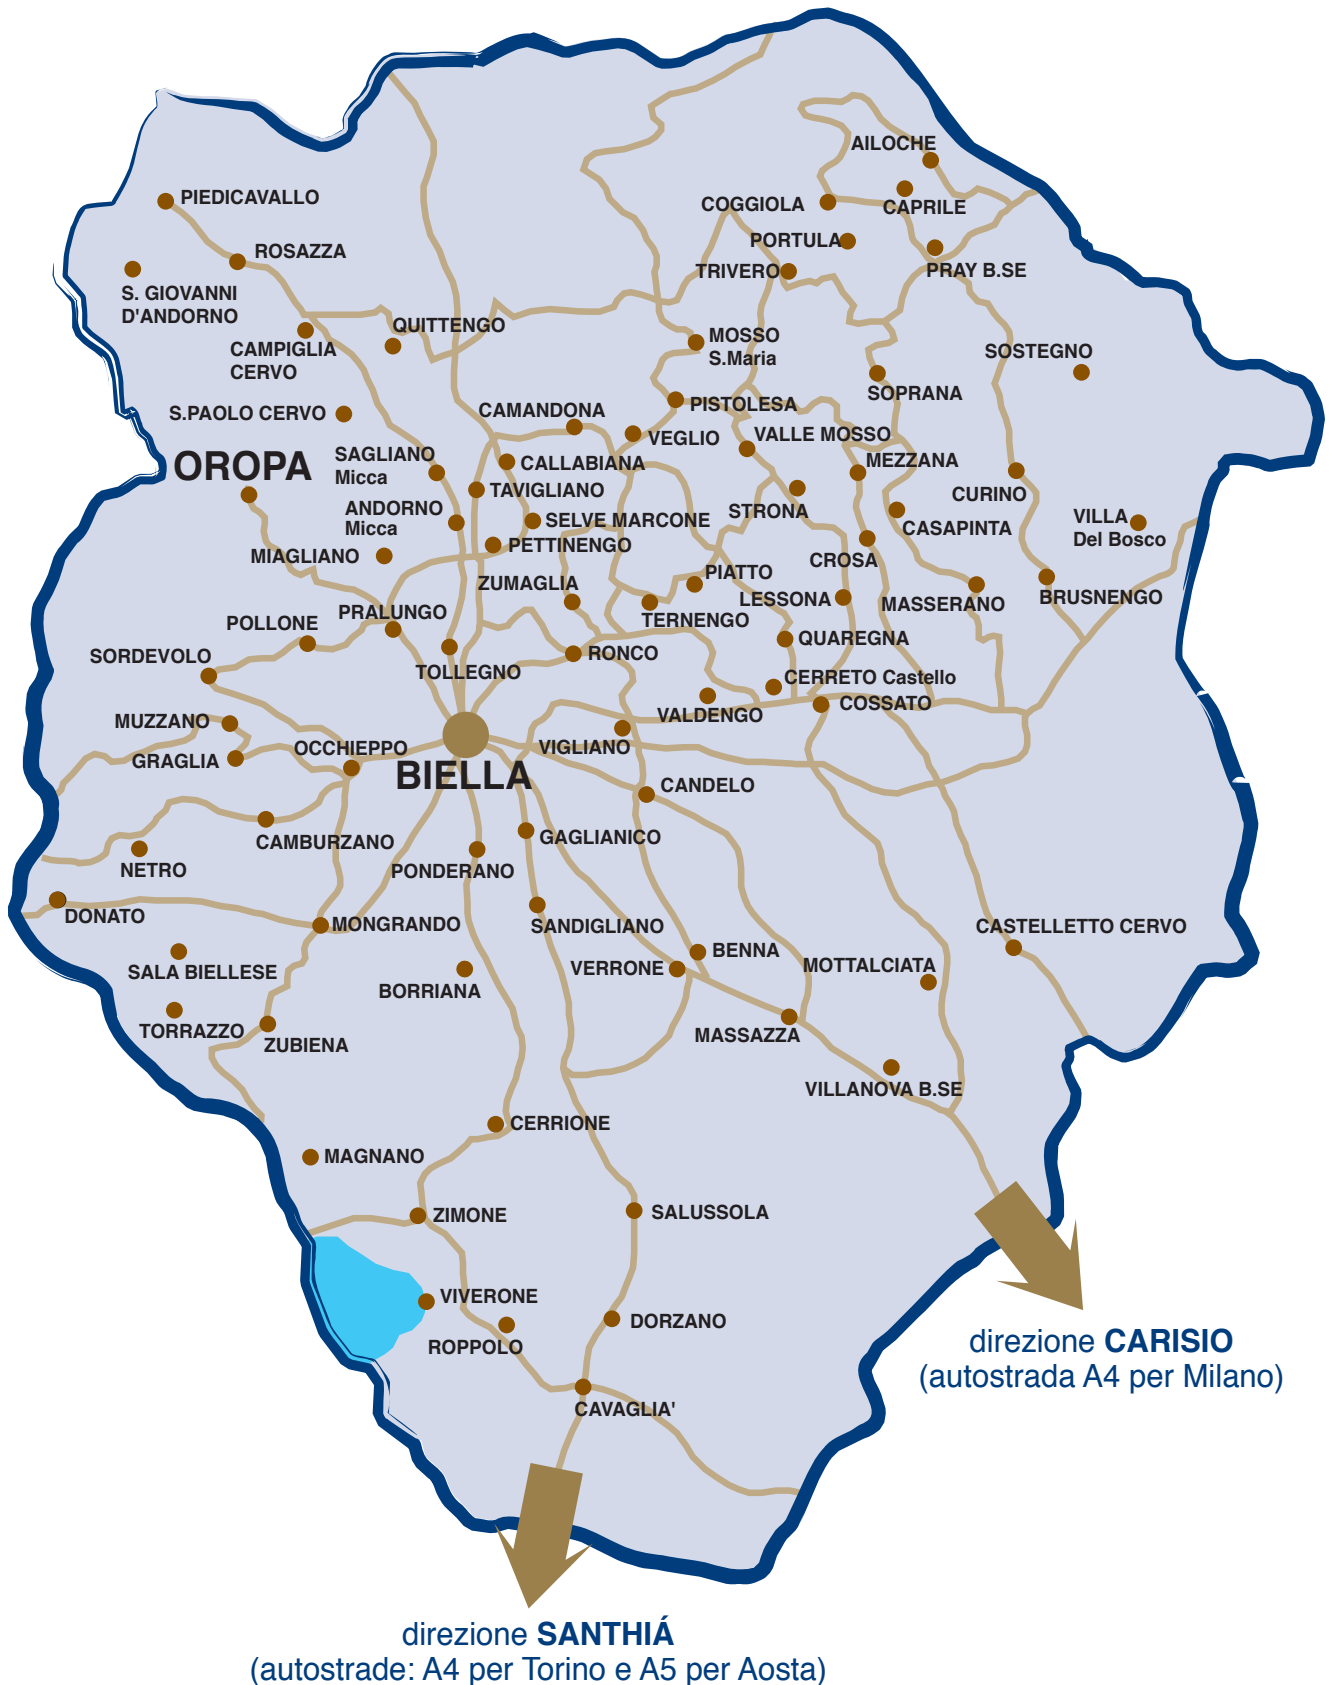 AILOCHE
PIEDICAVALLO
COGGIOLA
CAPRILE
ROSAZZA
PORTULA
TRIVERO
PRAY B.SE
S. GIOVANNI
D'ANDORNO
QUITTENGO
MOSSO
S.Maria
CAMPIGLIA
CERVO
SOSTEGNO
SOPRANA
S.PAOLO CERVO
CAMANDONA
PISTOLESA
VEGLIO
VALLE MOSSO
SAGLIANO
Micca
OROPA
CALLABIANA
MEZZANA
TAVIGLIANO
CURINO
ANDORNO
Micca
SELVE MARCONE
STRONA
CASAPINTA
VILLA
Del Bosco
PETTINENGO
MIAGLIANO
CROSA
ZUMAGLIA
PIATTO
LESSONA
MASSERANO
BRUSNENGO
PRALUNGO
POLLONE
TERNENGO
QUAREGNA
SORDEVOLO
TOLLEGNO
RONCO
CERRETO Castello
MUZZANO
VALDENGO
COSSATO
GRAGLIA
OCCHIEPPO
VIGLIANO
BIELLA
CANDELO
CAMBURZANO
GAGLIANICO
NETRO
PONDERANO
DONATO
MONGRANDO
SANDIGLIANO
CASTELLETTO CERVO
SALA BIELLESE
BENNA
VERRONE
MOTTALCIATA
BORRIANA
TORRAZZO
ZUBIENA
MASSAZZA
VILLANOVA B.SE
CERRIONE
MAGNANO
ZIMONE
SALUSSOLA
VIVERONE
DORZANO
ROPPOLO
direzione CARISIO
(autostrada A4 per Milano)
CAVAGLIA'
direzione SANTHIÁ
(autostrade: A4 per Torino e A5 per Aosta)